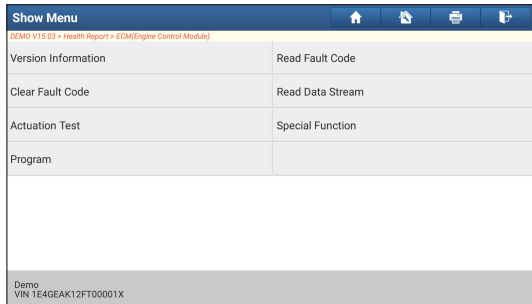 Show Menu
DEMO V15.03 > Health Report > ECM(Engine Control Module)
Version Information
Read Fault Code
Clear Fault Code
Read Data Stream
Actuation Test
Special Function
Program
Demo
VIN 1E4GEAK12FT00001X